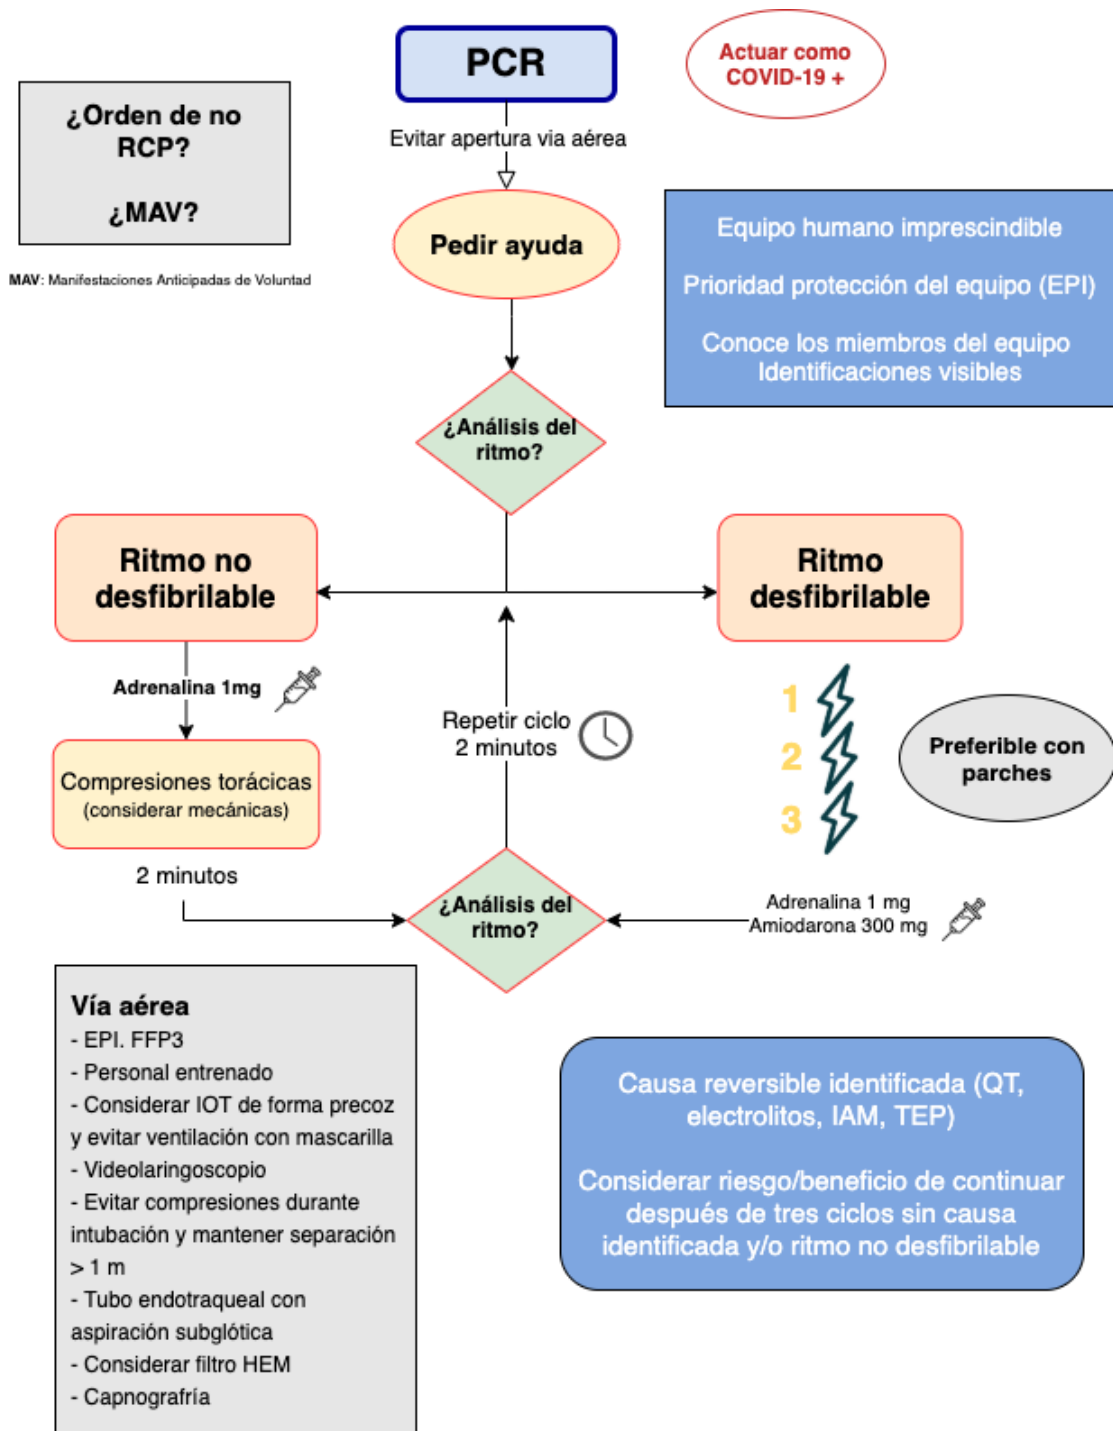 PCR
Actuar como
COVID-19 +
¿Orden de no
RCP?
¿MAV?
MAV: Manifestaciones Anticipadas de Voluntad
Evitar apertura via aérea
Pedir ayuda
Equipo humano imprescindible
Prioridad protección del equipo (EPI)
Conoce los miembros del equipo
Identificaciones visibles
¿Análisis del
ritmo?
Ritmo no
desfibrilable
Ritmo
desfibrilable
Adrenalina 1mg
Compresiones torácicas
(considerar mecánicas)
2 minutos
Repetir ciclo
2 minutos
1
2
3
Preferible con
parches
¿Análisis del
ritmo?
Adrenalina 1 mg
Amiodarona 300 mg
Vía aérea
- EPI. FFP3
- Personal entrenado
- Considerar IOT de forma precoz
y evitar ventilación con mascarilla
- Videolaringoscopio
- Evitar compresiones durante
intubación y mantener separación
> 1 m
- Tubo endotraqueal con
aspiración subglótica
- Considerar filtro HEM
- Capnografría
Causa reversible identificada (QT,
electrolitos, IAM, TEP)
Considerar riesgo/beneficio de continuar
después de tres ciclos sin causa
identificada y/o ritmo no desfibrilable